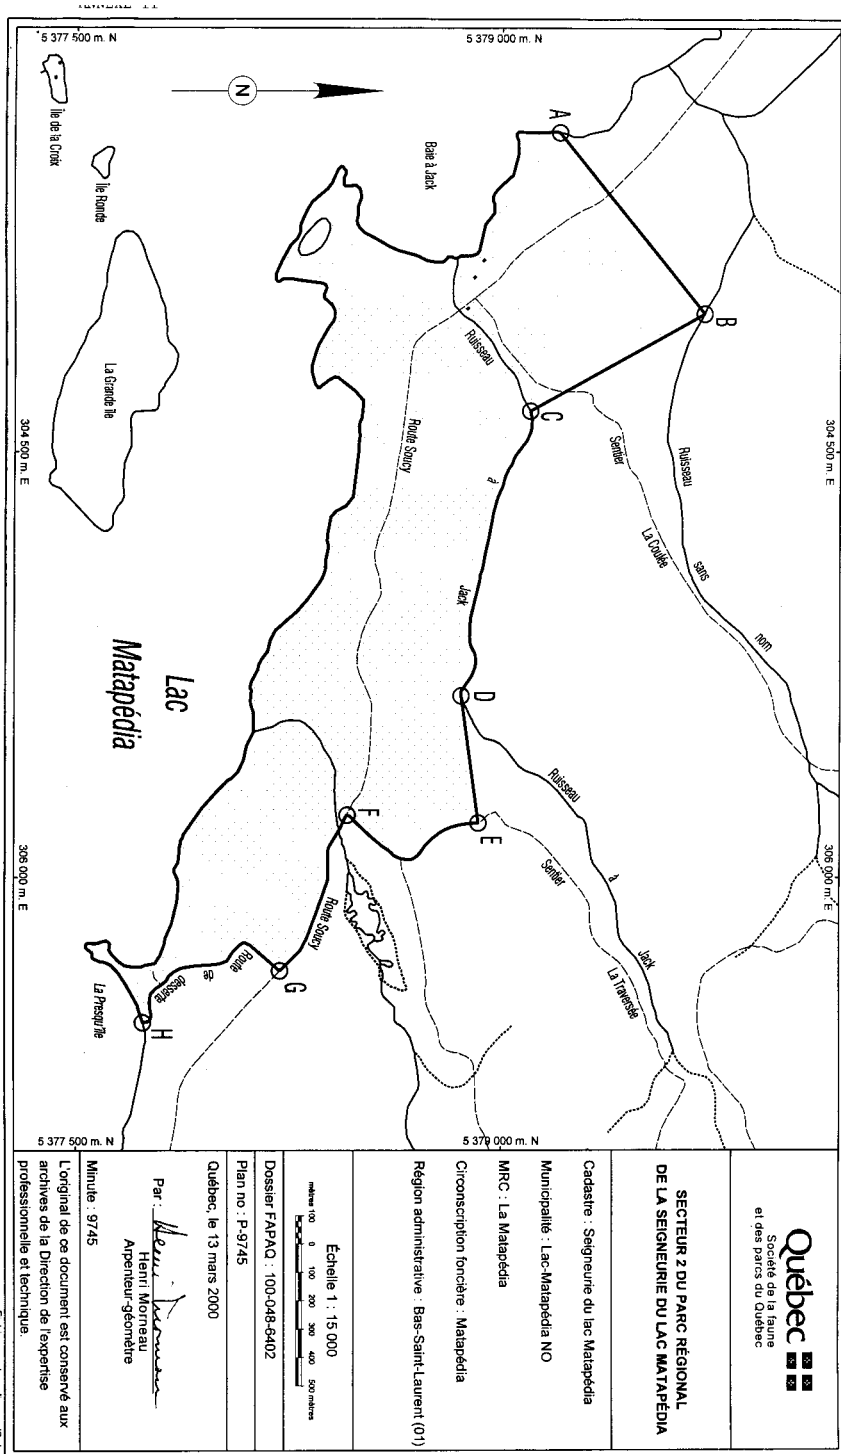 ANNEXE II
5 377 500 m. N
5 379 000 m. N
Île de la Croix
Île Ronde
La Grande Île
N
Baie à Jack
A
B
C
D
E
F
G
H
304 500 m. E
304 500 m. E
306 000 m. E
306 000 m. E
Ruisseau
à
Jack
Route Soucy
Sentier
La Coulée
Ruisseau
sans
nom
Lac
Matapédia
Ruisseau
à
Jack
Sentier
La Traversée
Route Soucy
Route
de
desserte
La Presqu'île
5 377 500 m. N
5 379 000 m. N
Québec
Société de la faune
et des parcs du Québec
SECTEUR 2 DU PARC RÉGIONAL
DE LA SEIGNEURIE DU LAC MATAPÉDIA
Cadastre : Seigneurie du lac Matapédia
Municipalité : Lac-Matapédia NO
MRC : La Matapédia
Circonscription foncière : Matapédia
Région administrative : Bas-Saint-Laurent (01)
Échelle 1 : 15 000
mètres 100 0 100 200 300 400 500 mètres
Dossier FAPAQ : 100-048-6402
Plan no : P-9745
Québec, le 13 mars 2000
Par : Henri Morneau
Henri Morneau
Arpenteur-géomètre
Minute : 9745
L'original de ce document est conservé aux
archives de la Direction de l'expertise
professionnelle et technique.